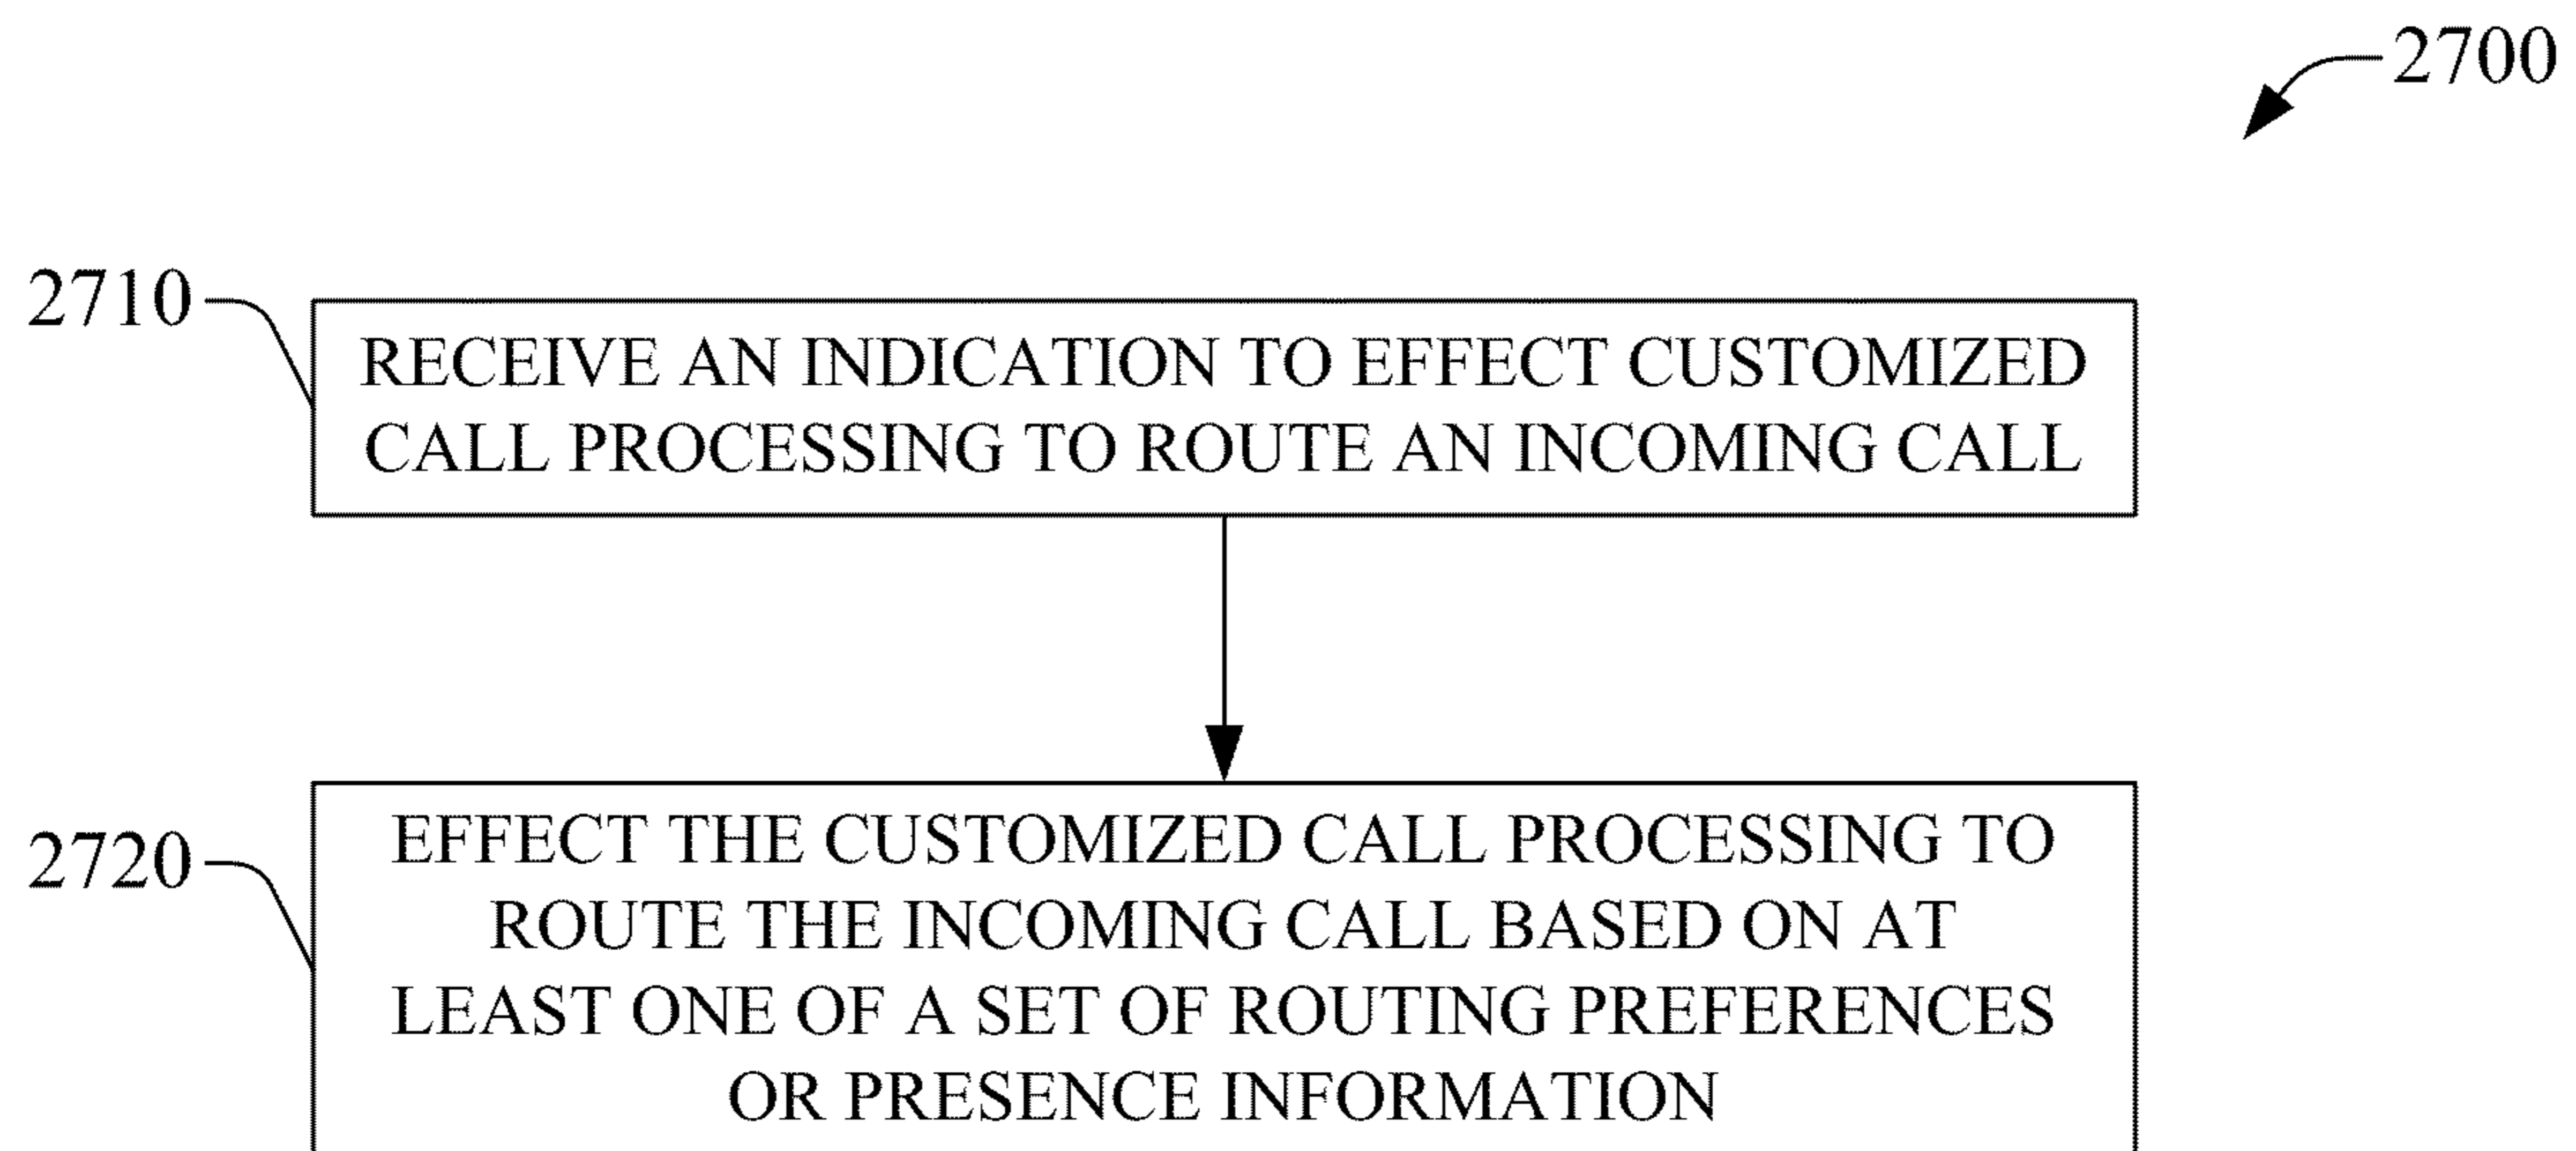 2700
2710
RECEIVE AN INDICATION TO EFFECT CUSTOMIZED
CALL PROCESSING TO ROUTE AN INCOMING CALL
2720
EFFECT THE CUSTOMIZED CALL PROCESSING TO
ROUTE THE INCOMING CALL BASED ON AT
LEAST ONE OF A SET OF ROUTING PREFERENCES
OR PRESENCE INFORMATION